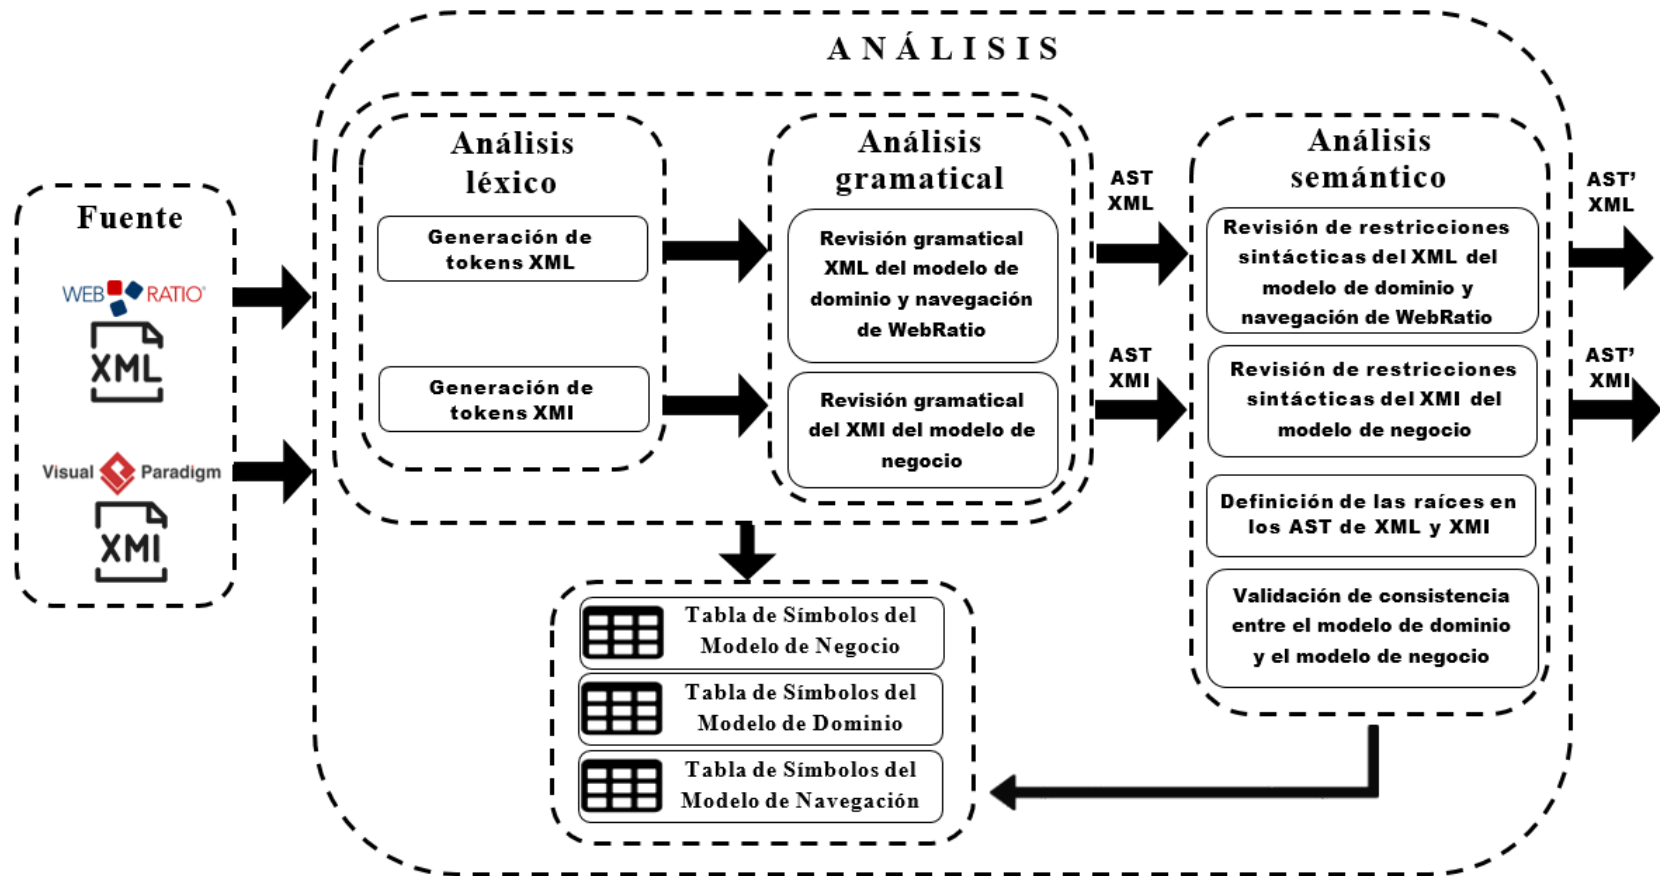 ANÁLISIS
Fuente
WEB RATIO
XML
Visual Paradigm
XMI
Análisis
léxico
Generación de
tokens XML
Generación de
tokens XMI
Análisis
gramatical
Revisión gramatical
XML del modelo de
dominio y navegación
de WebRatio
Revisión gramatical
del XMI del modelo de
negocio
AST
XML
AST
XMI
Análisis
semántico
Revisión de restricciones
sintácticas del XML del
modelo de dominio y
navegación de WebRatio
Revisión de restricciones
sintácticas del XMI del
modelo de negocio
Definición de las raíces en
los AST de XML y XMI
Validación de consistencia
entre el modelo de dominio
y el modelo de negocio
AST’
XML
AST’
XMI
Tabla de Símbolos del
Modelo de Negocio
Tabla de Símbolos del
Modelo de Dominio
Tabla de Símbolos del
Modelo de Navegación